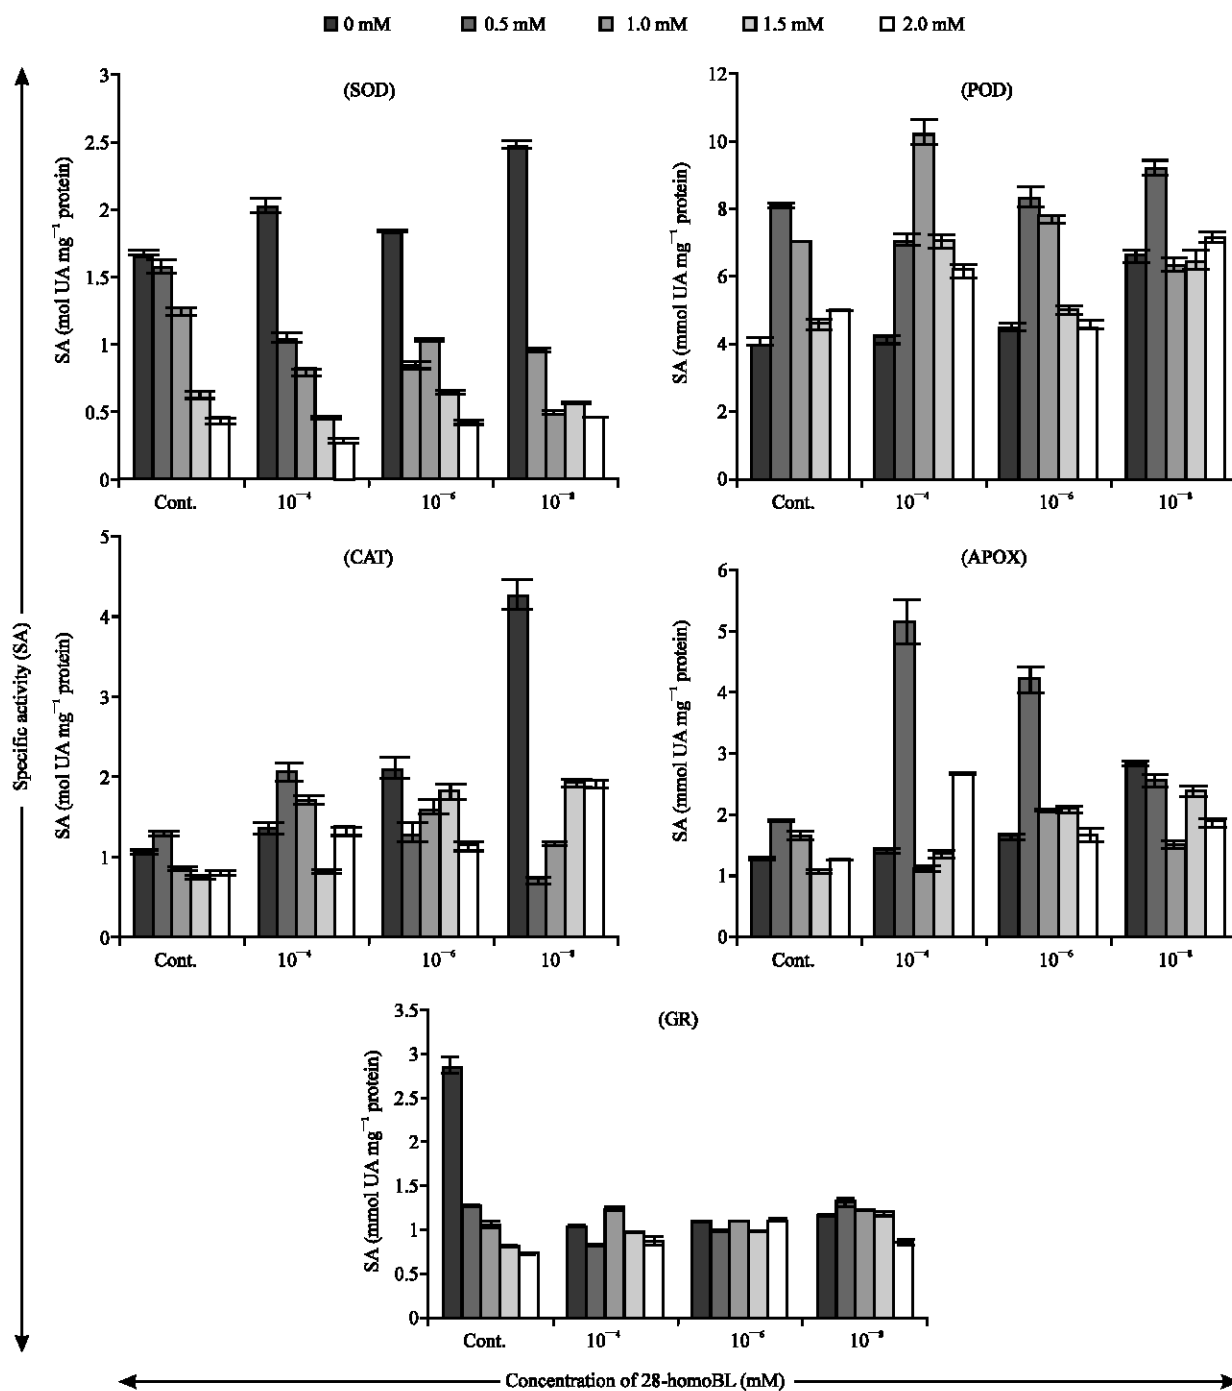 0 mM 0.5 mM 1.0 mM 1.5 mM 2.0 mM
Specific activity (SA)
(SOD)
SA (mol UA mg⁻¹ protein)
3
2.5
2
1.5
1
0.5
0
Cont. 10⁻⁴ 10⁻⁶ 10⁻⁸
(POD)
SA (mmol UA mg⁻¹ protein)
12
10
8
6
4
2
0
Cont. 10⁻⁴ 10⁻⁶ 10⁻⁸
(CAT)
SA (mol UA mg⁻¹ protein)
5
4
3
2
1
0
Cont. 10⁻⁴ 10⁻⁶ 10⁻⁸
(APOX)
SA (mmol UA mg⁻¹ protein)
6
5
4
3
2
1
0
Cont. 10⁻⁴ 10⁻⁶ 10⁻⁸
(GR)
SA (mmol UA mg⁻¹ protein)
3.5
3
2.5
2
1.5
1
0.5
0
Cont. 10⁻⁴ 10⁻⁶ 10⁻⁸
Concentration of 28-homoBL (mM)